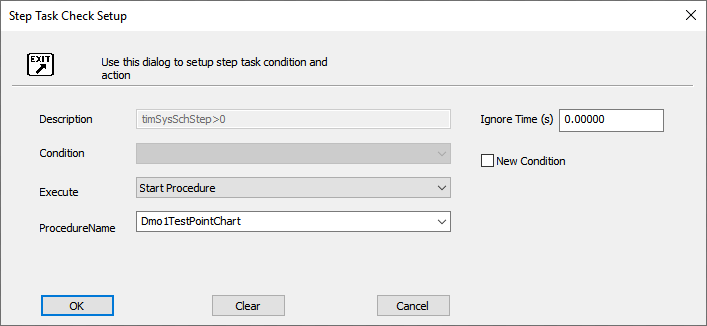 Step Task Check Setup
EXIT
Use this dialog to setup step task condition and
action
Description timSysSchStep>0 Ignore Time (s) 0.00000
Condition New Condition
Execute Start Procedure
ProcedureName Dmo1TestPointChart
OK Clear Cancel